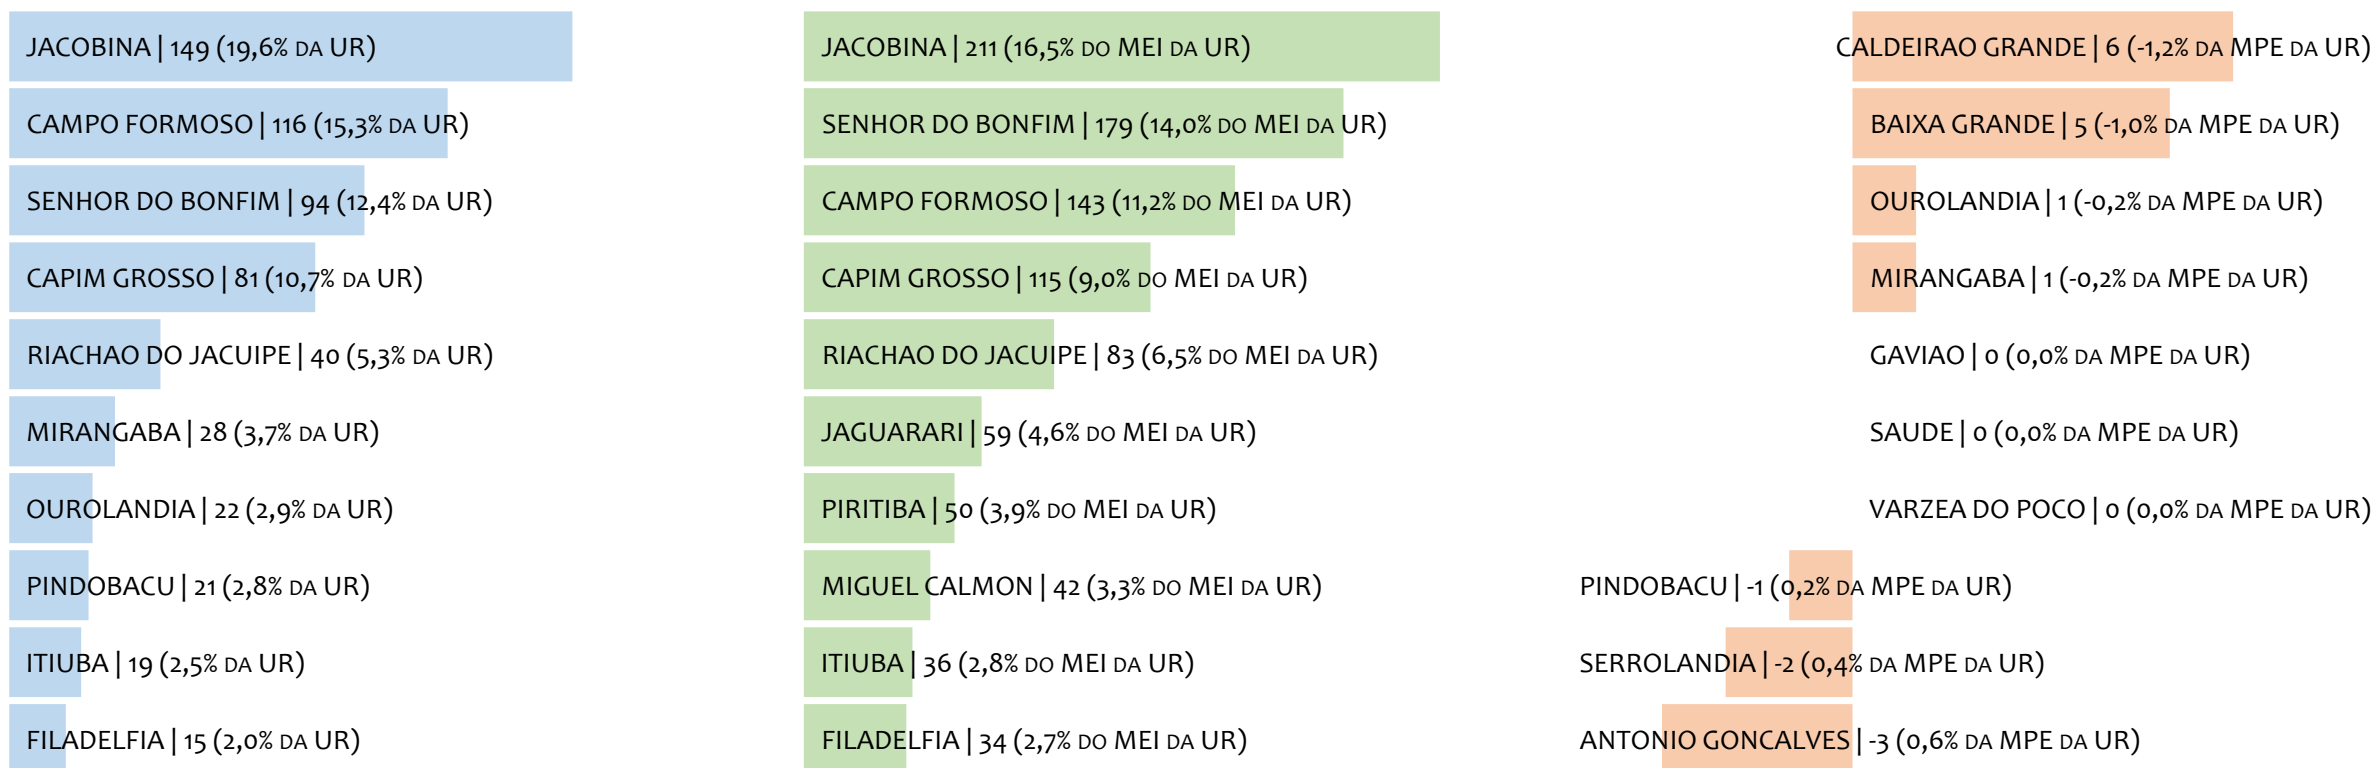 JACOBINA | 149 (19,6% DA UR)
CAMPO FORMOSO | 116 (15,3% DA UR)
SENHOR DO BONFIM | 94 (12,4% DA UR)
CAPIM GROSSO | 81 (10,7% DA UR)
RIACHAO DO JACUIPE | 40 (5,3% DA UR)
MIRANGABA | 28 (3,7% DA UR)
OUROLANDIA | 22 (2,9% DA UR)
PINDOBACU | 21 (2,8% DA UR)
ITIUBA | 19 (2,5% DA UR)
FILADELFIA | 15 (2,0% DA UR)
JACOBINA | 211 (16,5% DO MEI DA UR)
SENHOR DO BONFIM | 179 (14,0% DO MEI DA UR)
CAMPO FORMOSO | 143 (11,2% DO MEI DA UR)
CAPIM GROSSO | 115 (9,0% DO MEI DA UR)
RIACHAO DO JACUIPE | 83 (6,5% DO MEI DA UR)
JAGUARARI | 59 (4,6% DO MEI DA UR)
PIRITIBA | 50 (3,9% DO MEI DA UR)
MIGUEL CALMON | 42 (3,3% DO MEI DA UR)
ITIUBA | 36 (2,8% DO MEI DA UR)
FILADELFIA | 34 (2,7% DO MEI DA UR)
CALDEIRAO GRANDE | 6 (-1,2% DA MPE DA UR)
BAIXA GRANDE | 5 (-1,0% DA MPE DA UR)
OUROLANDIA | 1 (-0,2% DA MPE DA UR)
MIRANGABA | 1 (-0,2% DA MPE DA UR)
GAVIAO | 0 (0,0% DA MPE DA UR)
SAUDE | 0 (0,0% DA MPE DA UR)
VARZEA DO POCO | 0 (0,0% DA MPE DA UR)
PINDOBACU | -1 (0,2% DA MPE DA UR)
SERROLANDIA | -2 (0,4% DA MPE DA UR)
ANTONIO GONCALVES | -3 (0,6% DA MPE DA UR)